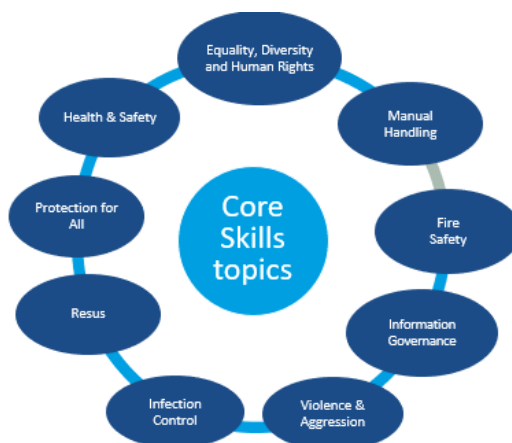 Equality, Diversity
and Human Rights
Manual
Handling
Fire
Safety
Information
Governance
Violence &
Aggression
Infection
Control
Resus
Protection for
All
Health & Safety
Core
Skills
topics